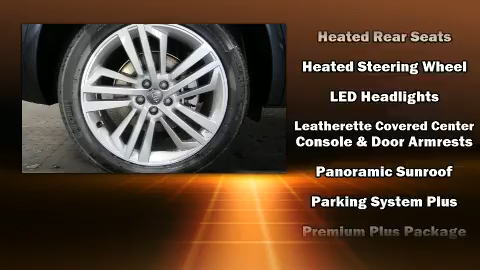 Heated Rear Seats
Heated Steering Wheel
LED Headlights
Leatherette Covered Center
Console & Door Armrests
Panoramic Sunroof
Parking System Plus
Premium Plus Package